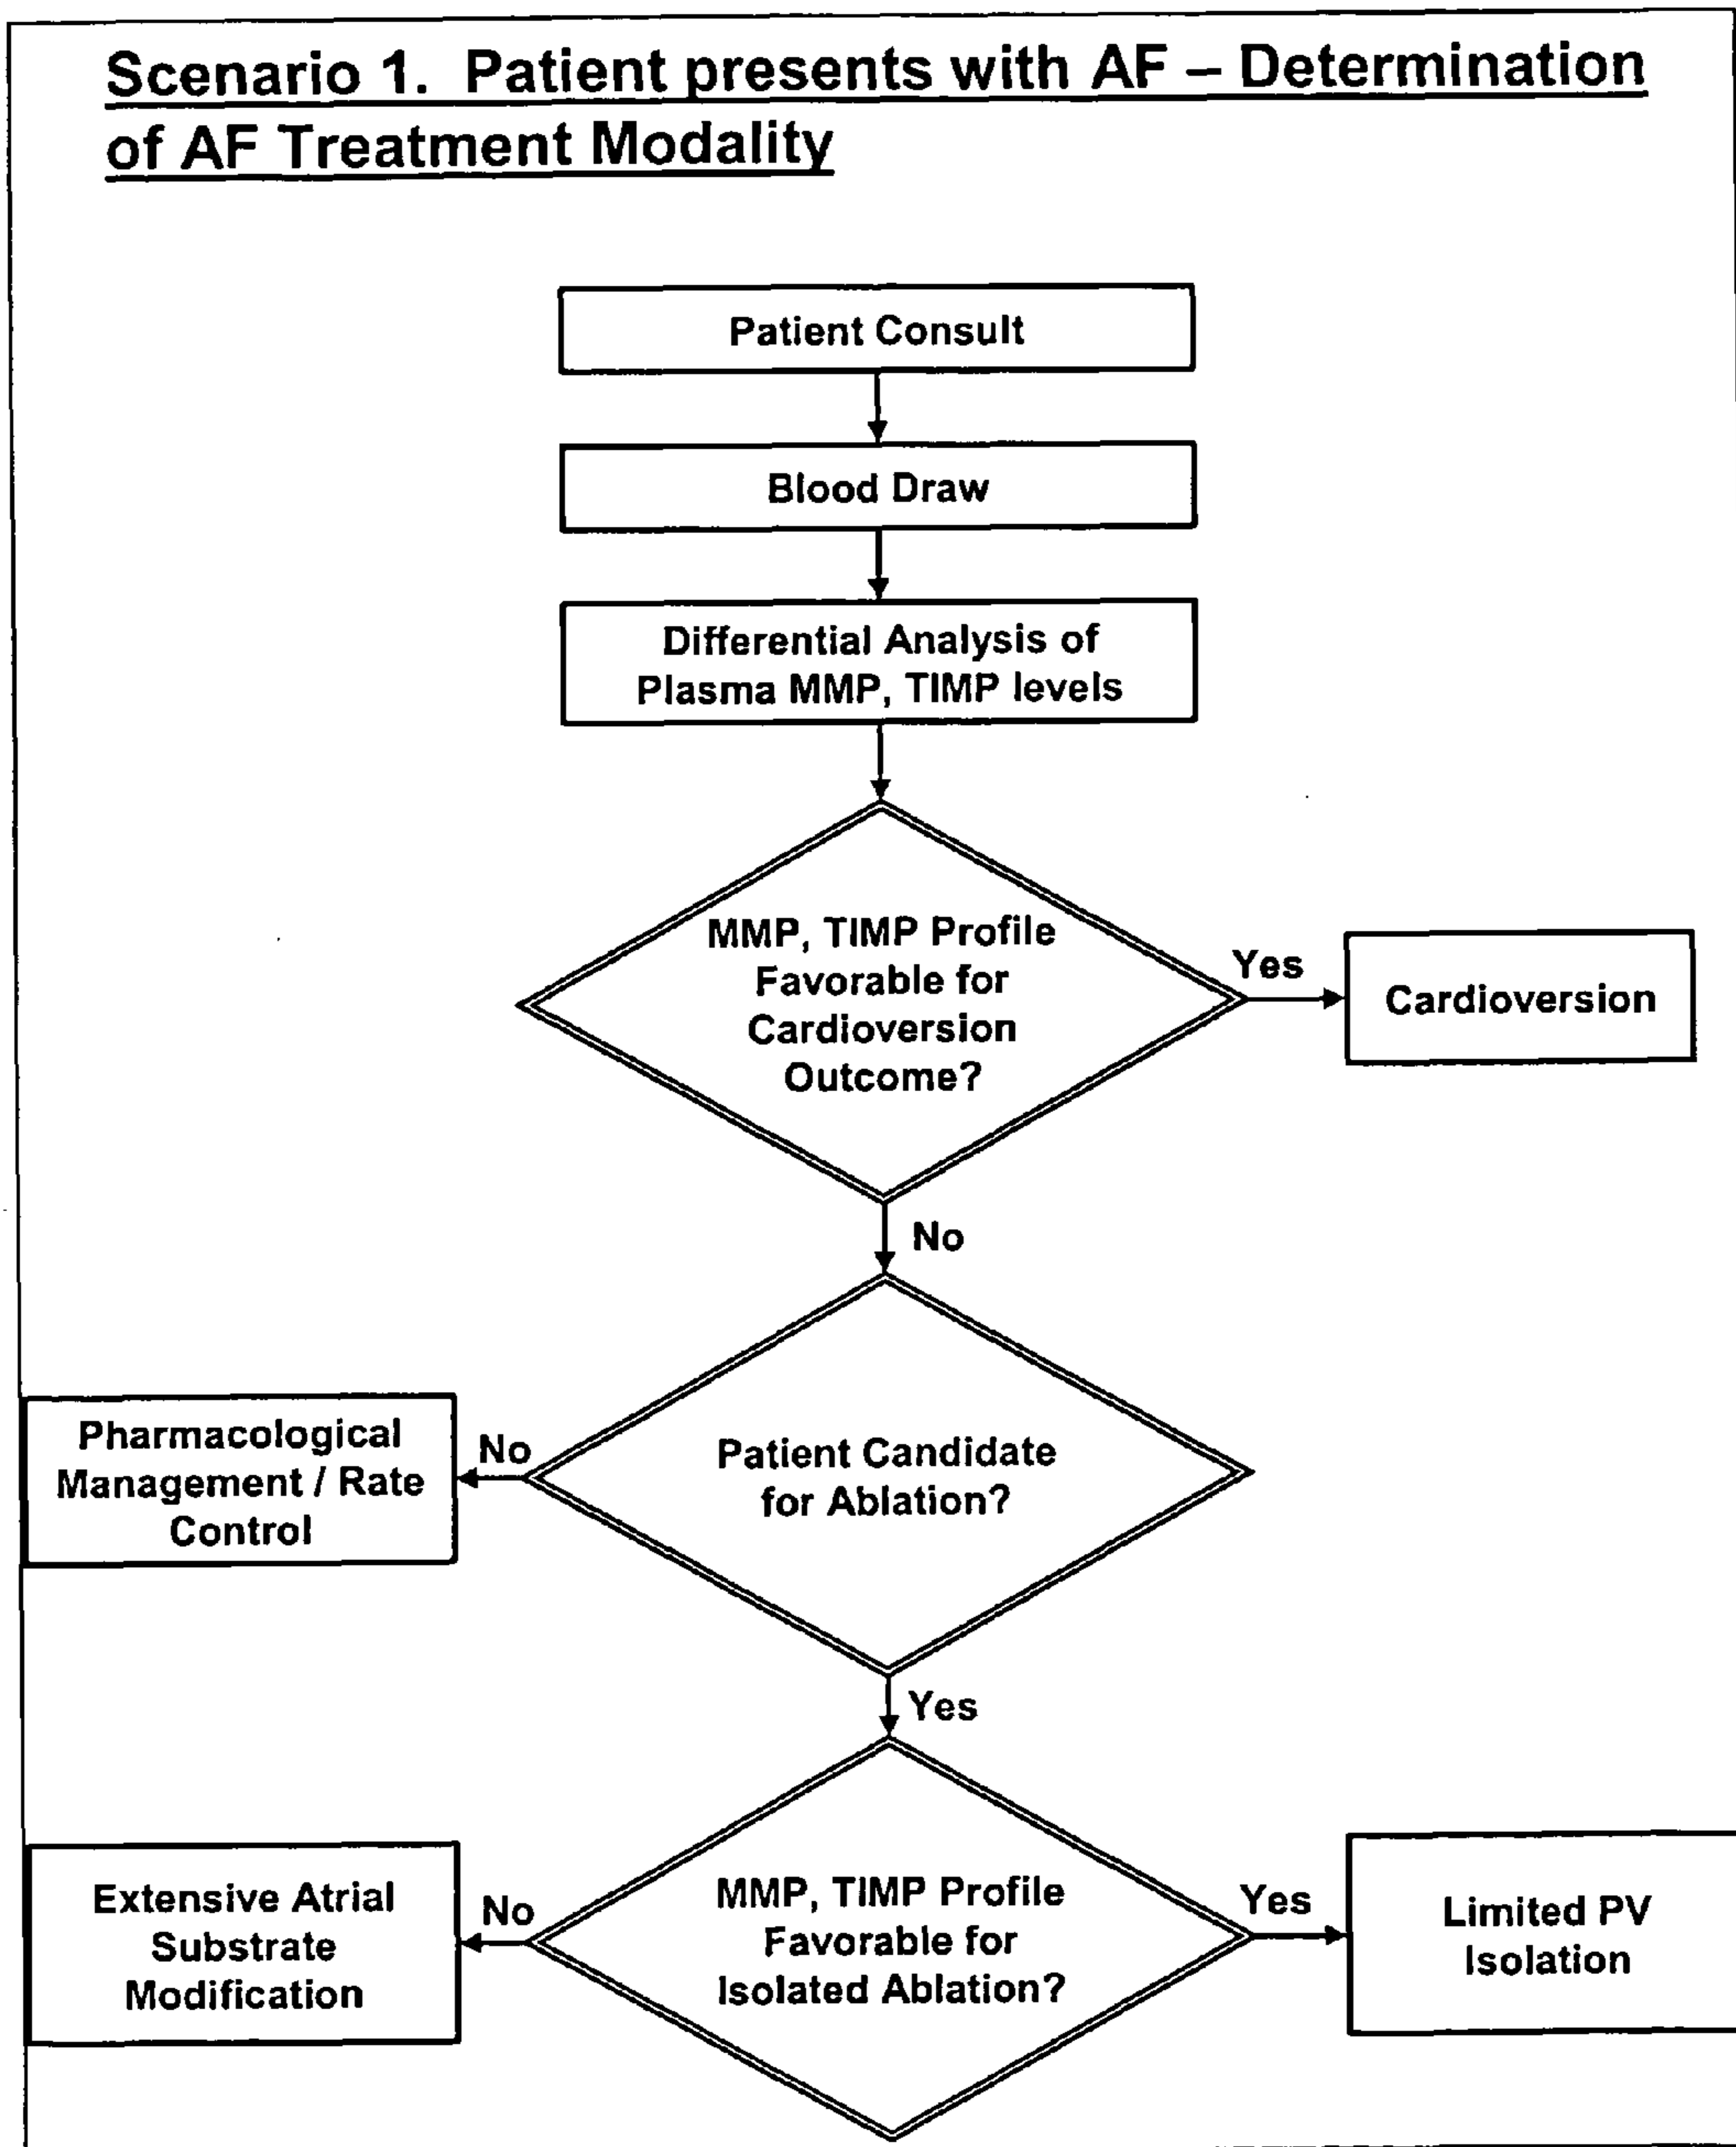 Scenario 1. Patient presents with AF – Determination
of AF Treatment Modality
Patient Consult
Blood Draw
Differential Analysis of
Plasma MMP, TIMP levels
MMP, TIMP Profile
Favorable for
Cardioversion
Outcome?
Yes
Cardioversion
No
Pharmacological
Management / Rate
Control
No
Patient Candidate
for Ablation?
Yes
Extensive Atrial
Substrate
Modification
No
MMP, TIMP Profile
Favorable for
Isolated Ablation?
Yes
Limited PV
Isolation